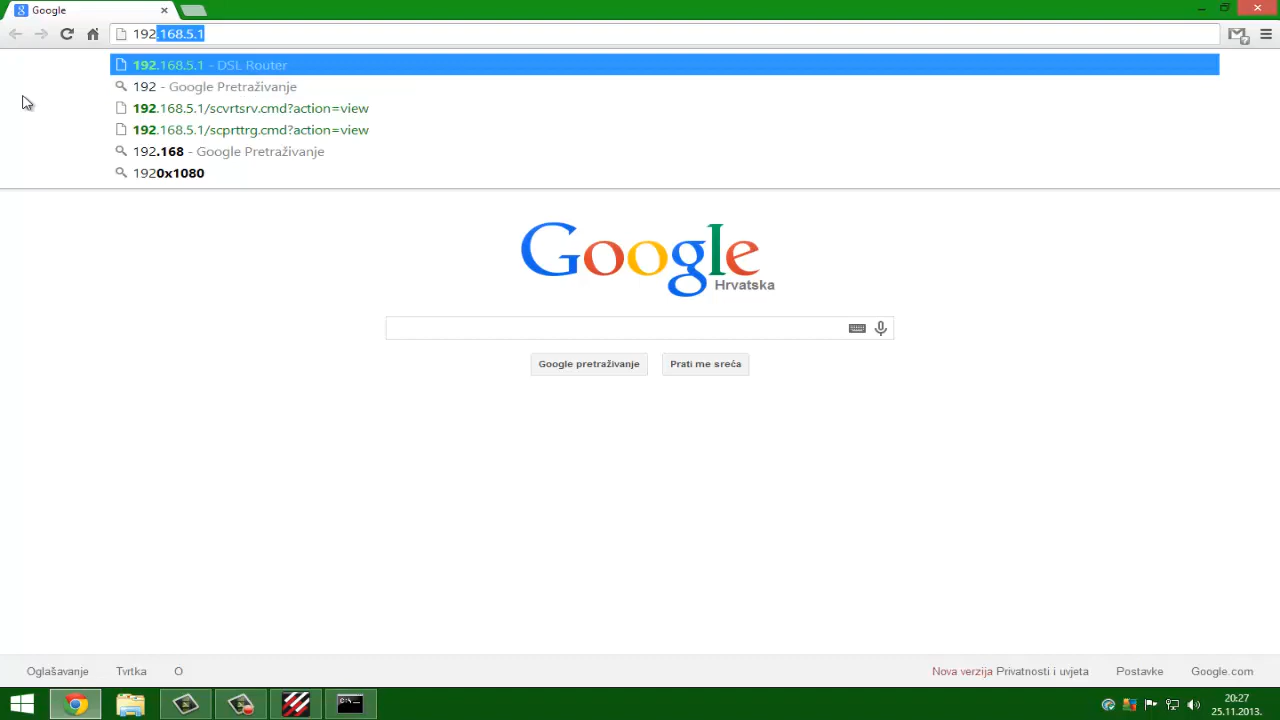 Google
192.168.5.1
192.168.5.1 - DSL Router
192 - Google Pretraživanje
192.168.5.1/scvrtsrv.cmd?action=view
192.168.5.1/scprttrg.cmd?action=view
192.168 - Google Pretraživanje
1920x1080
Google
Hrvatska
Google pretraživanje Prati me sreća
Oglašavanje Tvrtka O Nova verzija Privatnosti i uvjeta Postavke Google.com
20:27
25.11.2013.